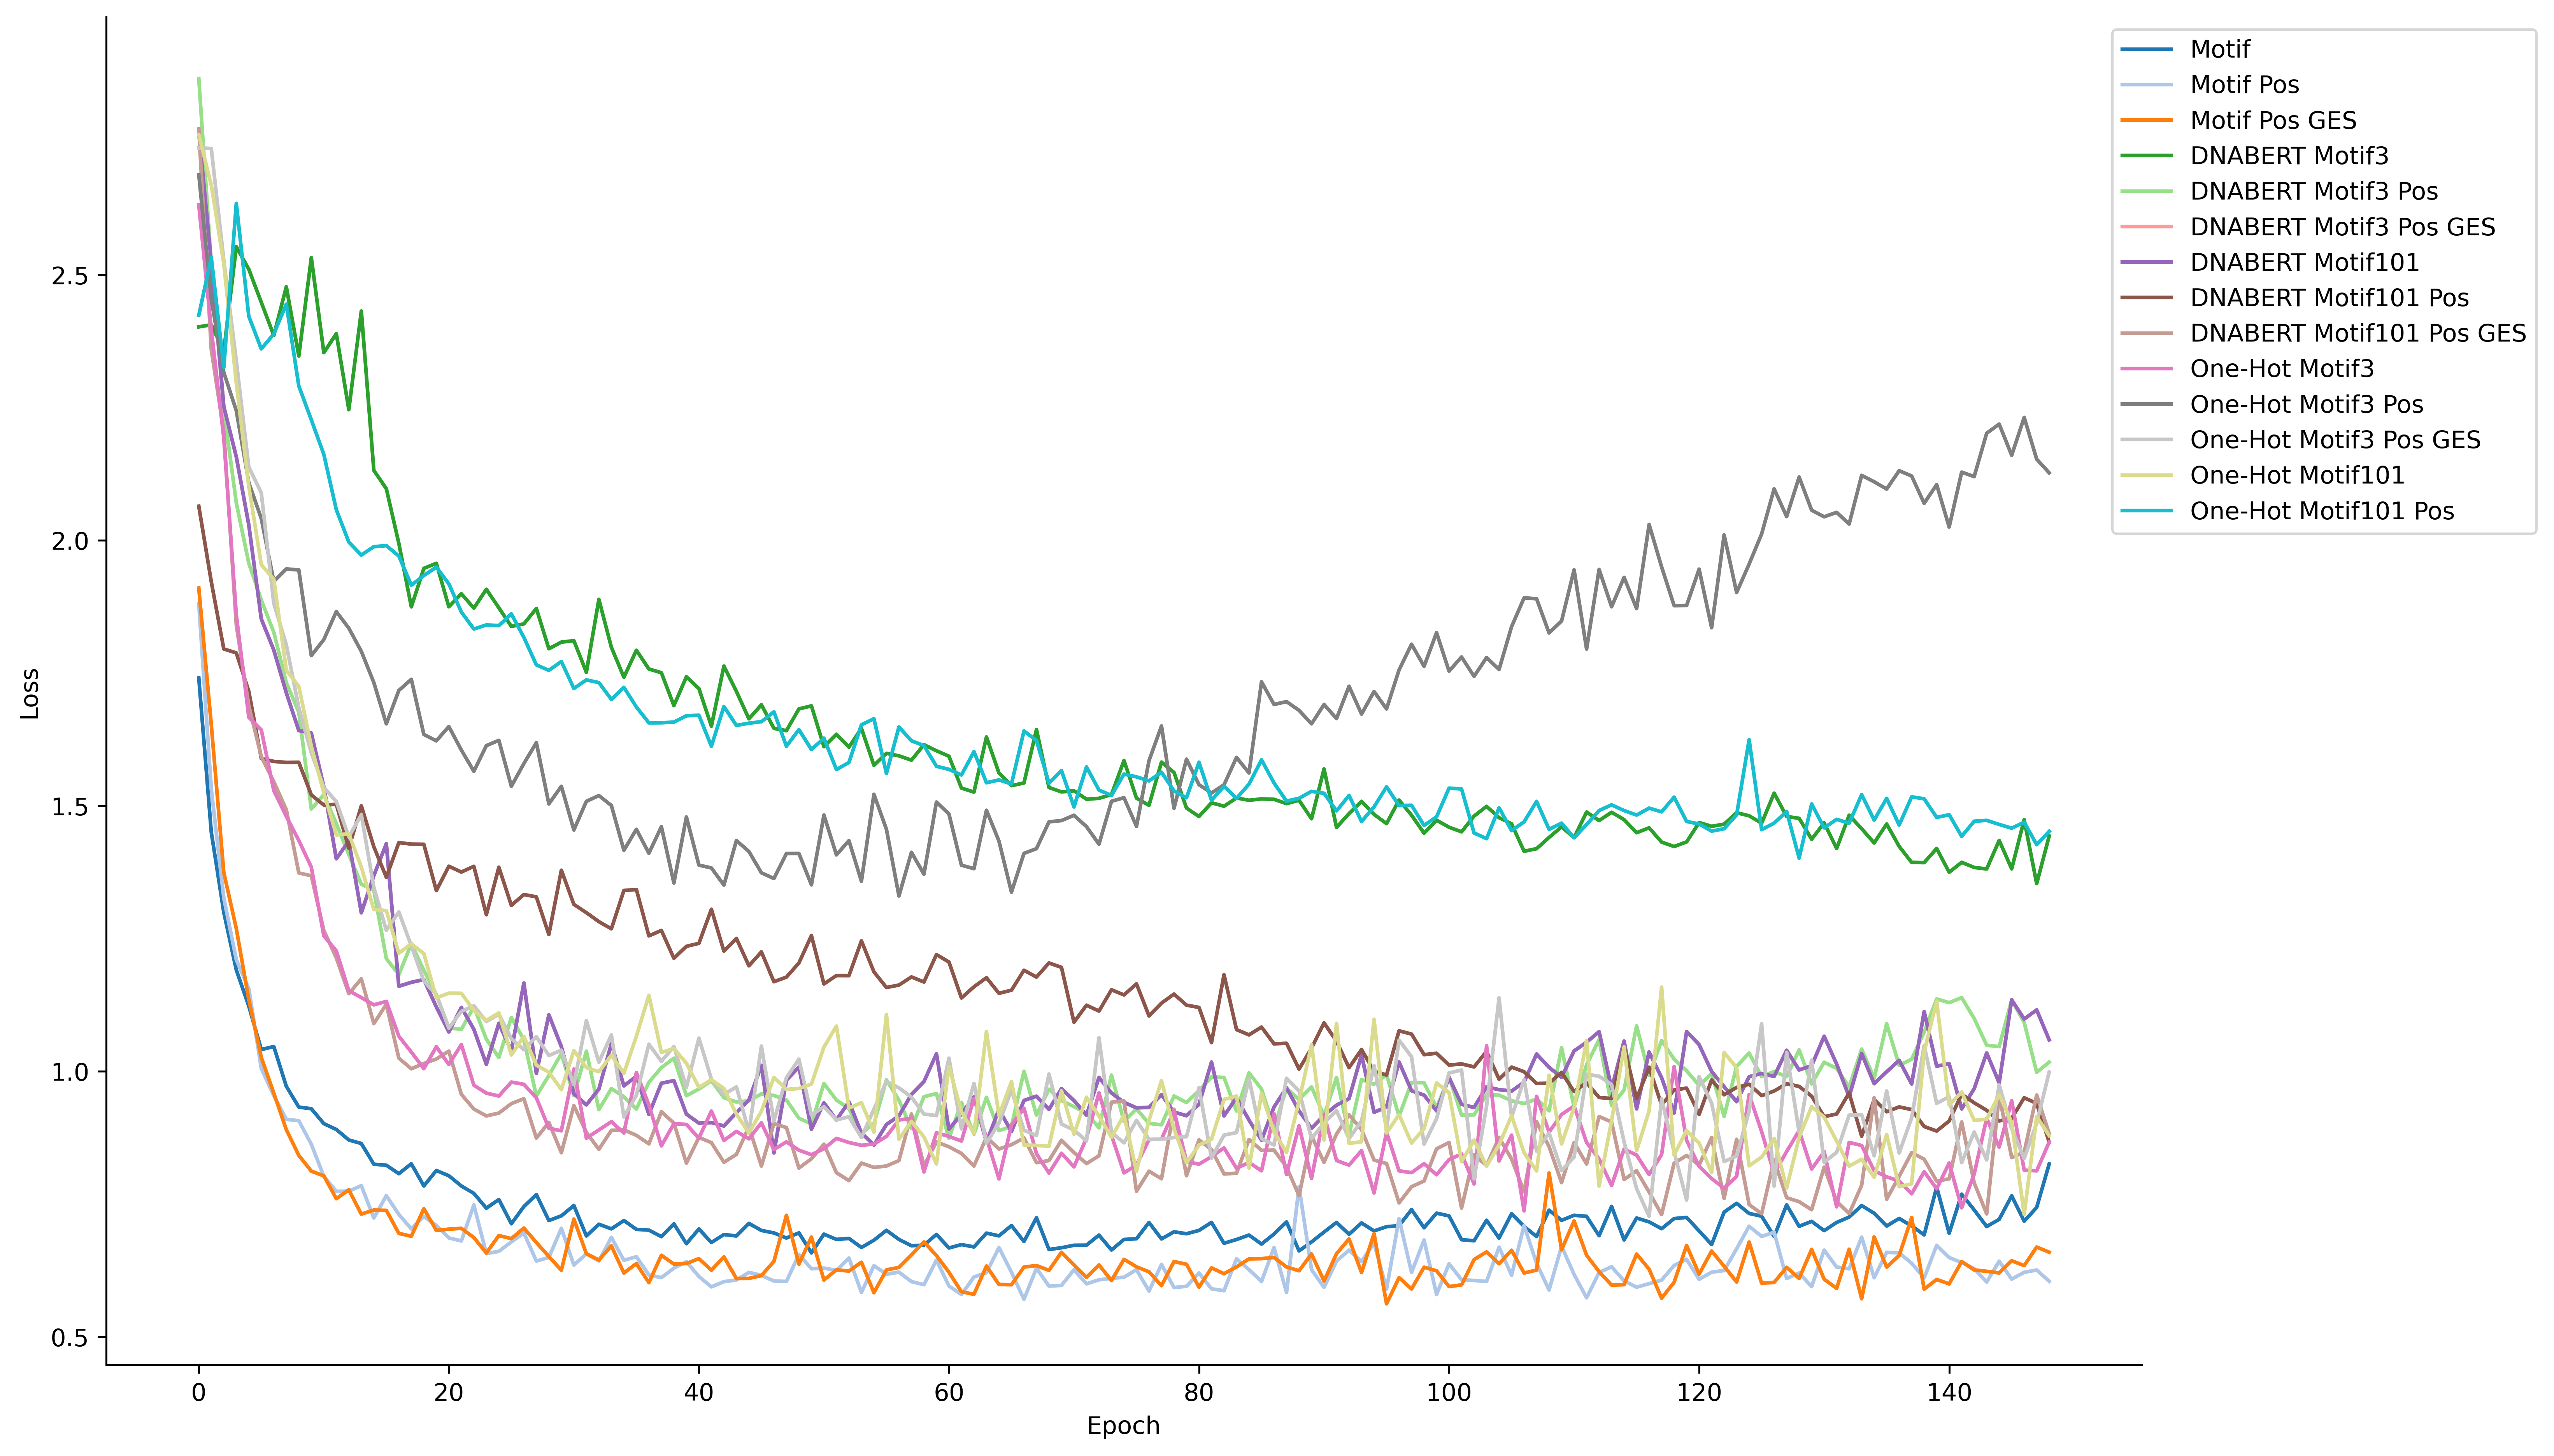 Motif
Motif Pos
Motif Pos GES
DNABERT Motif3
DNABERT Motif3 Pos
DNABERT Motif3 Pos GES
DNABERT Motif101
DNABERT Motif101 Pos
DNABERT Motif101 Pos GES
One-Hot Motif3
One-Hot Motif3 Pos
One-Hot Motif3 Pos GES
One-Hot Motif101
One-Hot Motif101 Pos
2.5
2.0
1.5
1.0
0.5
Loss
0 20 40 60 80 100 120 140
Epoch